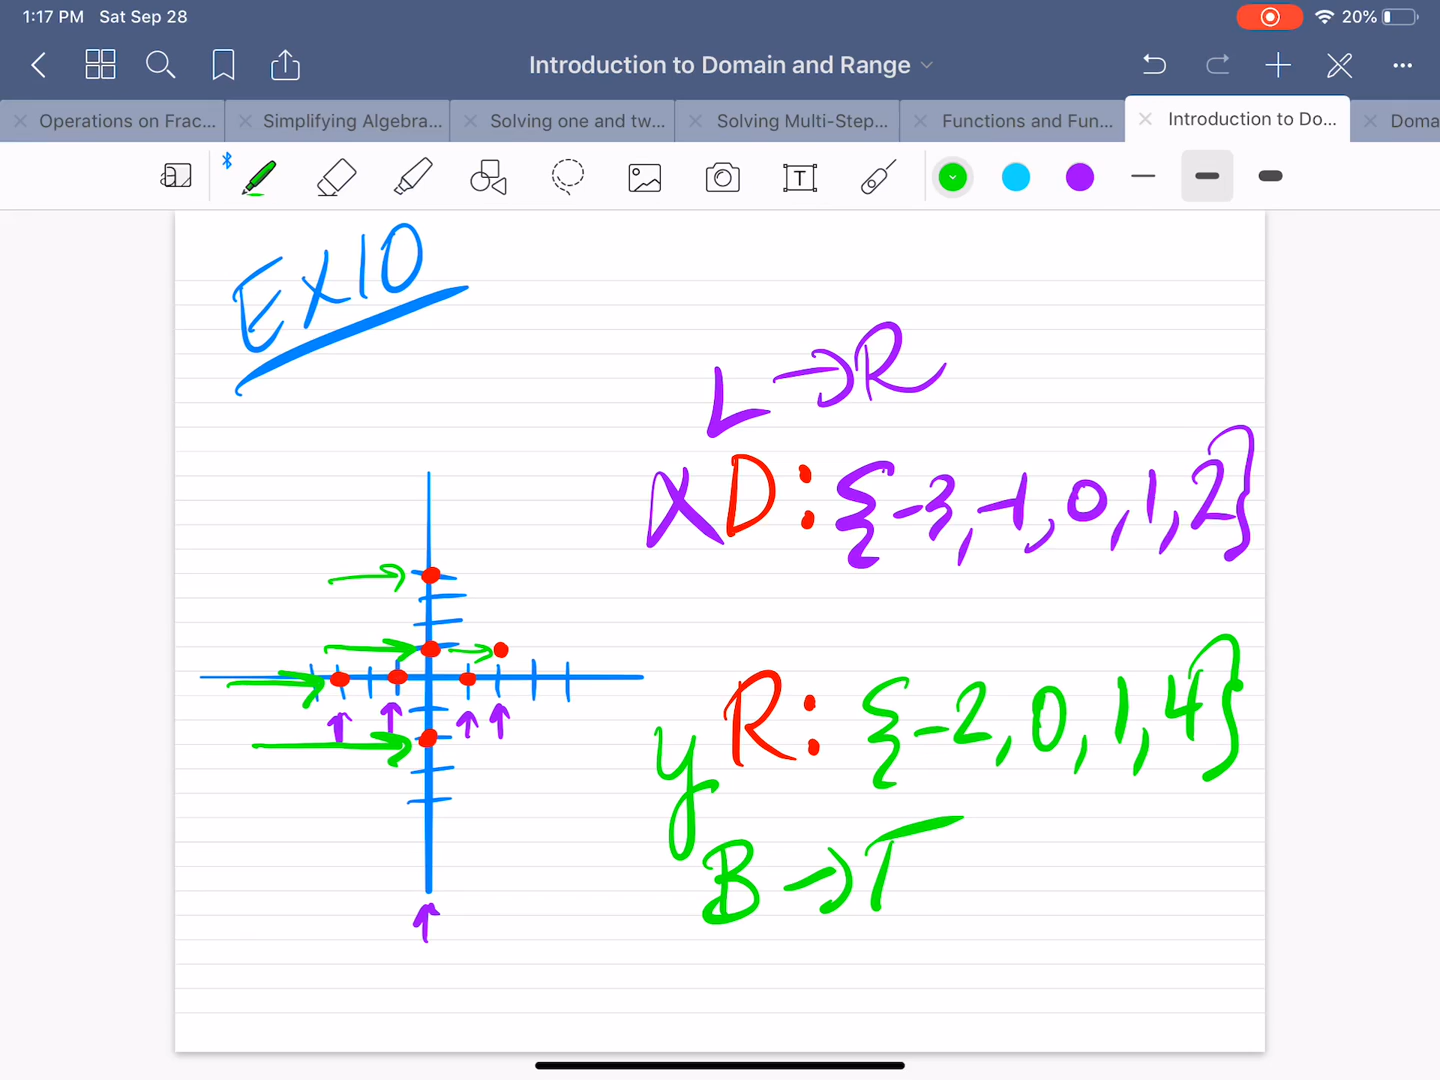 1:17 PM Sat Sep 28
20%
Introduction to Domain and Range
Operations on Frac...
Simplifying Algebra...
Solving one and tw...
Solving Multi-Step...
Functions and Fun...
Introduction to Do...
Doma
a
T
EX10
L → R
x D: {-3, -1, 0, 1, 2}
y R: {-2, 0, 1, 4}
B → T